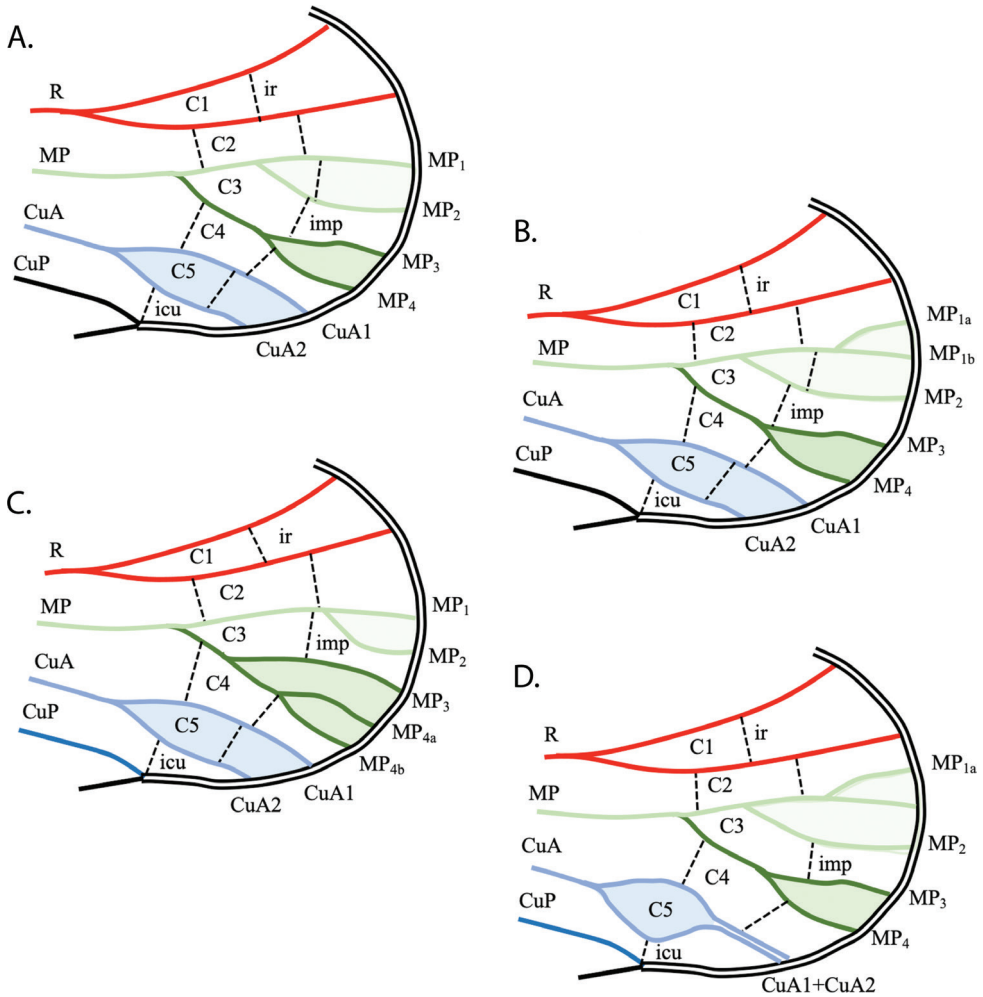 A.
R
C1
ir
MP
C2
MP1
C3
CuA
MP2
C4
imp
CuP
C5
MP3
MP4
icu
CuA1
CuA2
B.
R
C1
ir
MP1a
MP
C2
MP1b
C3
CuA
MP2
C4
imp
CuP
C5
MP3
MP4
icu
CuA1
CuA2
C.
R
C1
ir
MP
C2
MP1
C3
imp
CuA
MP2
C4
CuP
C5
MP3
MP4a
icu
MP4b
CuA1
CuA2
D.
R
C1
ir
MP1a
MP
C2
C3
MP2
CuA
imp
C4
CuP
C5
MP3
MP4
icu
CuA1+CuA2